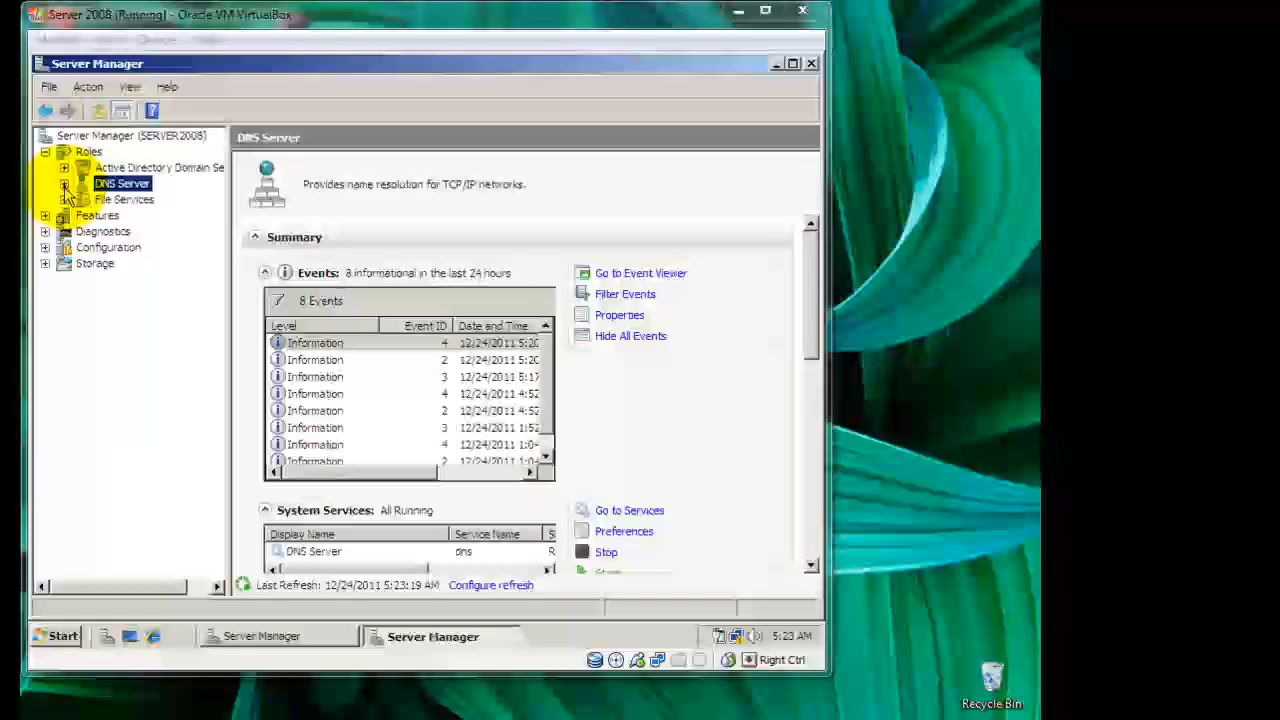 Server 2008 [Running] - Oracle VM VirtualBox
Server Manager
File Action View Help
Server Manager (SERVER2008)
Roles
Active Directory Domain Se
DNS Server
File Services
Features
Diagnostics
Configuration
Storage
DNS Server
Provides name resolution for TCP/IP networks.
Summary
Events: 8 informational in the last 24 hours
Go to Event Viewer
Filter Events
Properties
Hide All Events
8 Events
Level Event ID Date and Time
Information 4 12/24/2011 5:20
Information 2 12/24/2011 5:20
Information 3 12/24/2011 5:17
Information 4 12/24/2011 4:52
Information 2 12/24/2011 4:52
Information 3 12/24/2011 1:52
Information 4 12/24/2011 1:04
Information 2 12/24/2011 1:04
System Services: All Running
Go to Services
Preferences
Stop
Display Name Service Name S
DNS Server dns R
Last Refresh: 12/24/2011 5:23:19 AM Configure refresh
Start Server Manager Server Manager 5:23 AM
Right Ctrl
Recycle Bin